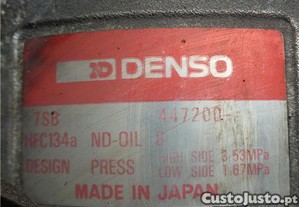 DENSO
7SB 447200-
HFC134a ND-OIL 8
DESIGN PRESS HIGH SIDE 3.53MPa
LOW SIDE 1.67MPa
MADE IN JAPAN
CustoJusto.pt